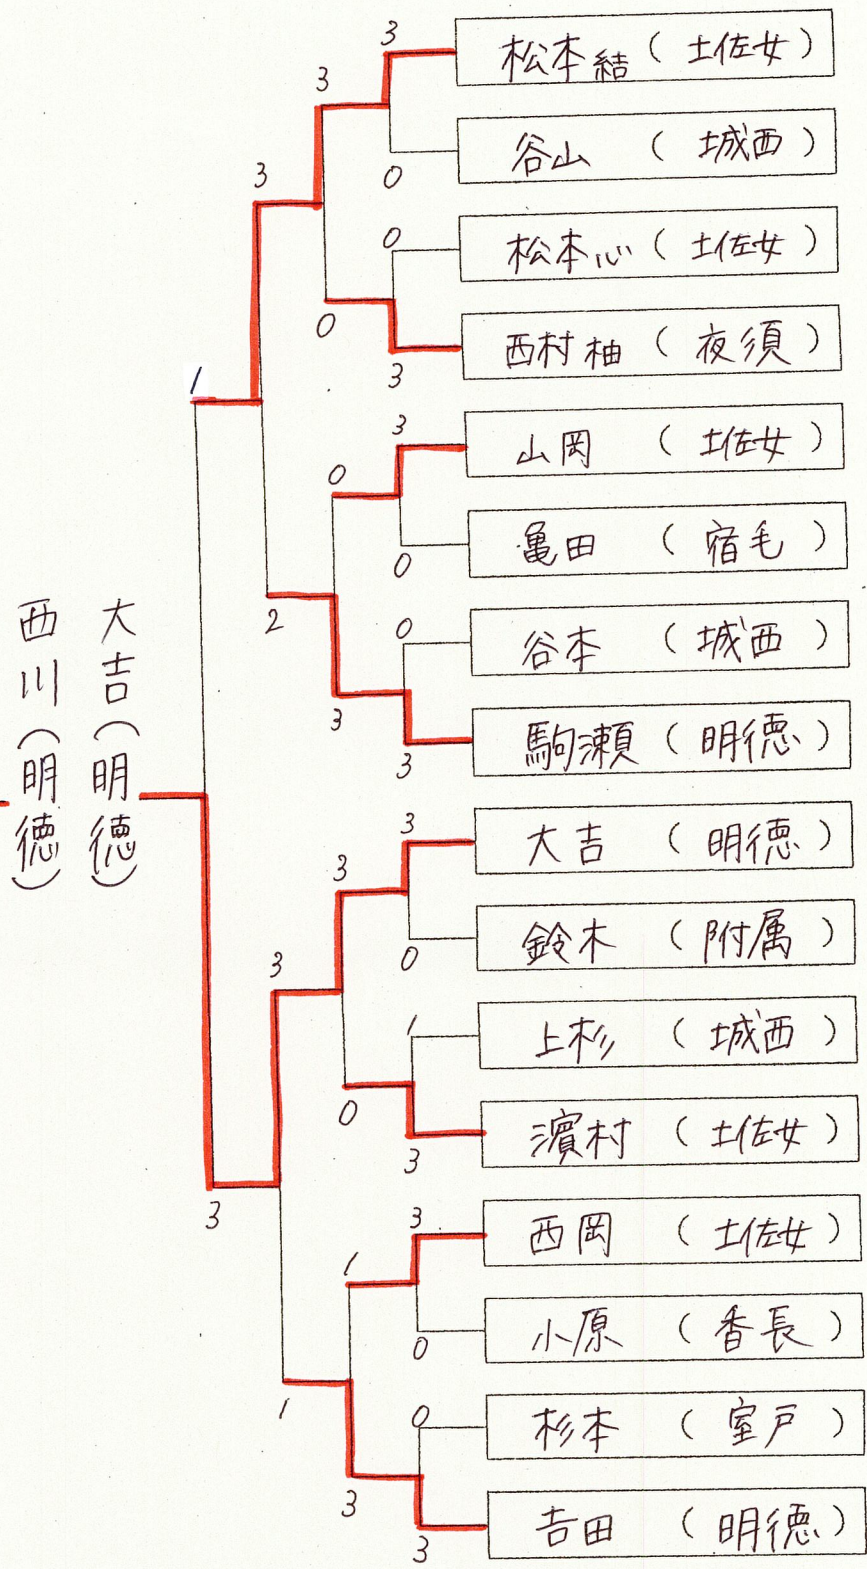 3
松本結 ( 土佐女 )
3
谷山 ( 城西 )
0
3
0
松本心 ( 土佐女 )
0
西村柚 ( 夜須 )
3
1
3
山岡 ( 土佐女 )
0
亀田 ( 宿毛 )
0
2
0
谷本 ( 城西 )
3
駒瀬 ( 明徳 )
3
大吉(明徳)
西川(明徳)
3
大吉 ( 明徳 )
3
鈴木 ( 附属 )
0
3
1
上杉 ( 城西 )
0
濵村 ( 土佐女 )
3
3
3
西岡 ( 土佐女 )
1
小原 ( 香長 )
0
1
0
杉本 ( 室戸 )
3
吉田 ( 明徳 )
3